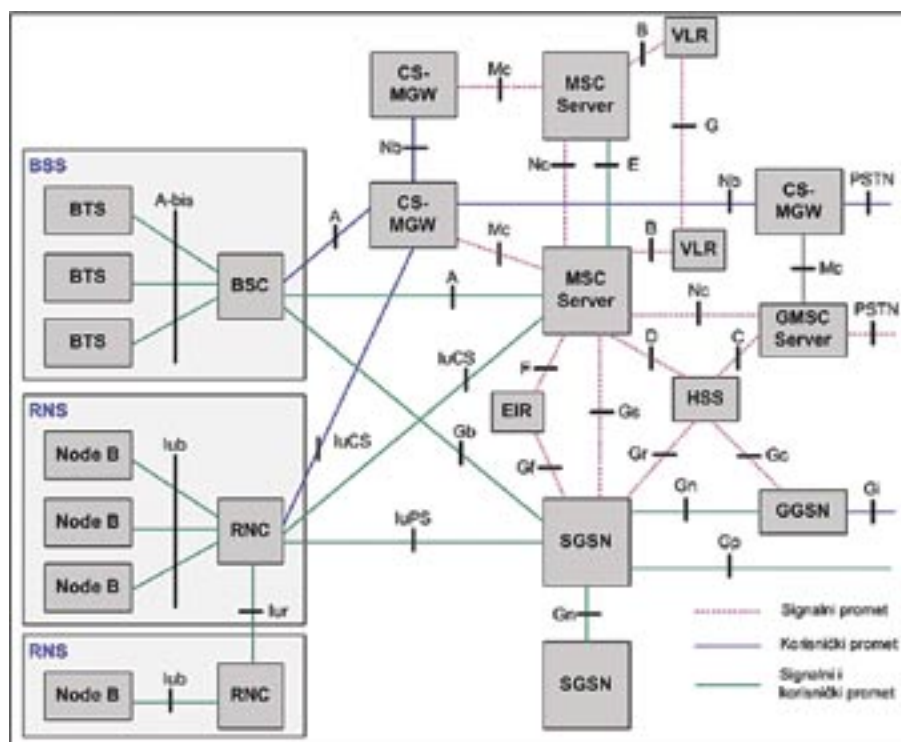 B
VLR
CS-
MGW
Mc
MSC
Server
G
Nb
Nc
E
BSS
BTS
A-bis
BTS
BTS
BSC
A
CS-
MGW
Nb
CS-
MGW
PSTN
Mc
B
VLR
MSC
Server
A
Mc
Nc
GMSC
Server
PSTN
IuCS
F
D
C
EIR
HSS
Gs
RNS
Node B
Iub
Node B
Node B
RNC
IuCS
Gb
Gf
Gr
Gc
IuPS
SGSN
Gn
GGSN
Gi
Gp
Iur
Gn
RNS
Node B
Iub
RNC
SGSN
Signalni promet
Korisnički promet
Signalni i
korisnički promet